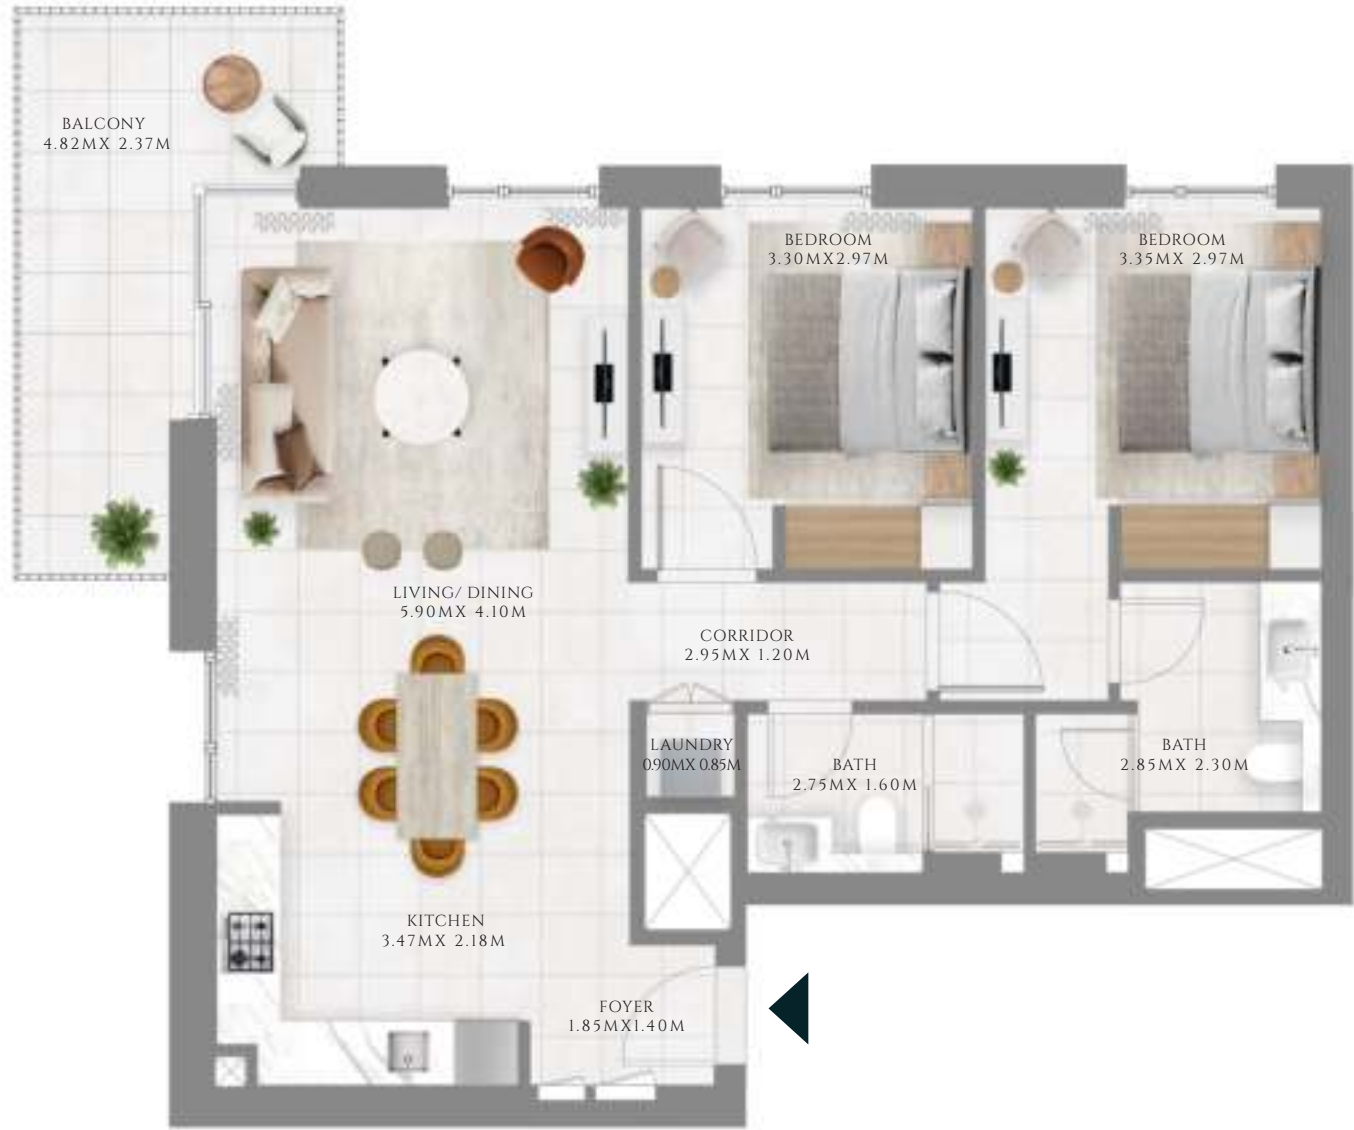 BALCONY
4.82MX 2.37M
BEDROOM
3.30MX2.97M
BEDROOM
3.35MX 2.97M
LIVING/ DINING
5.90MX 4.10M
CORRIDOR
2.95MX 1.20M
LAUNDRY
0.90MX 0.85M
BATH
2.75MX 1.60M
BATH
2.85MX 2.30M
KITCHEN
3.47MX 2.18M
FOYER
1.85MX1.40M